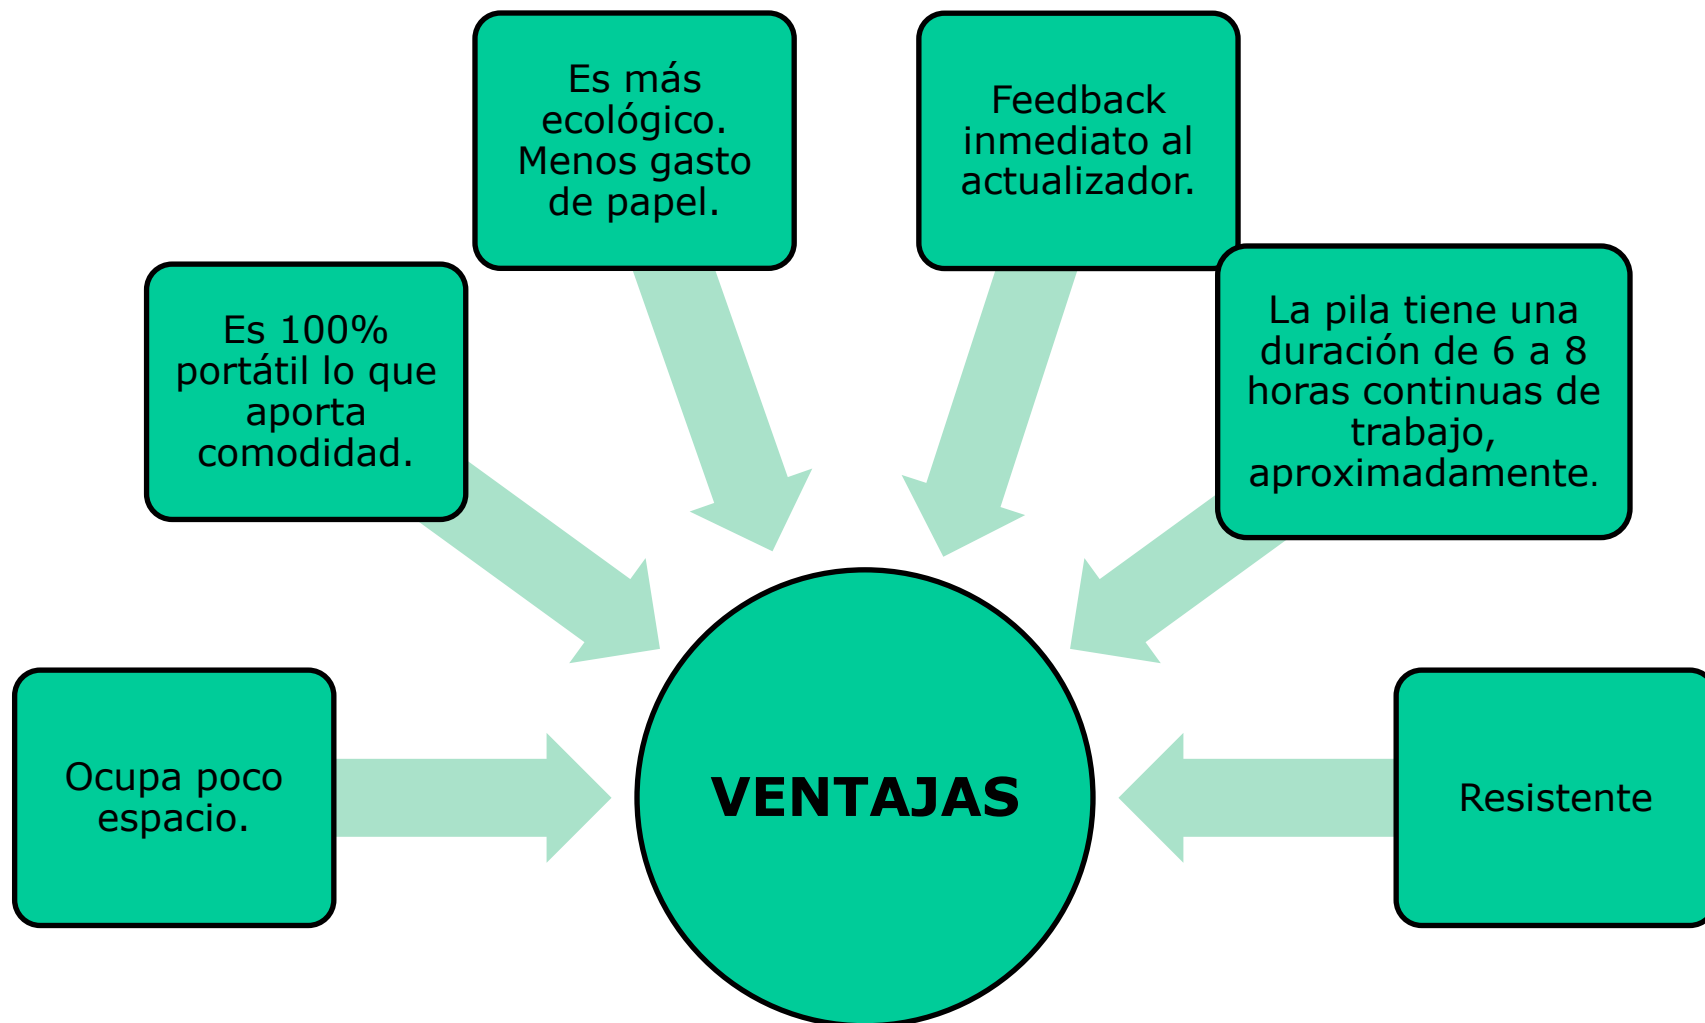 Es más
ecológico.
Menos gasto
de papel.
Feedback
inmediato al
actualizador.
Es 100%
portátil lo que
aporta
comodidad.
La pila tiene una
duración de 6 a 8
horas continuas de
trabajo,
aproximadamente.
Ocupa poco
espacio.
VENTAJAS
Resistente